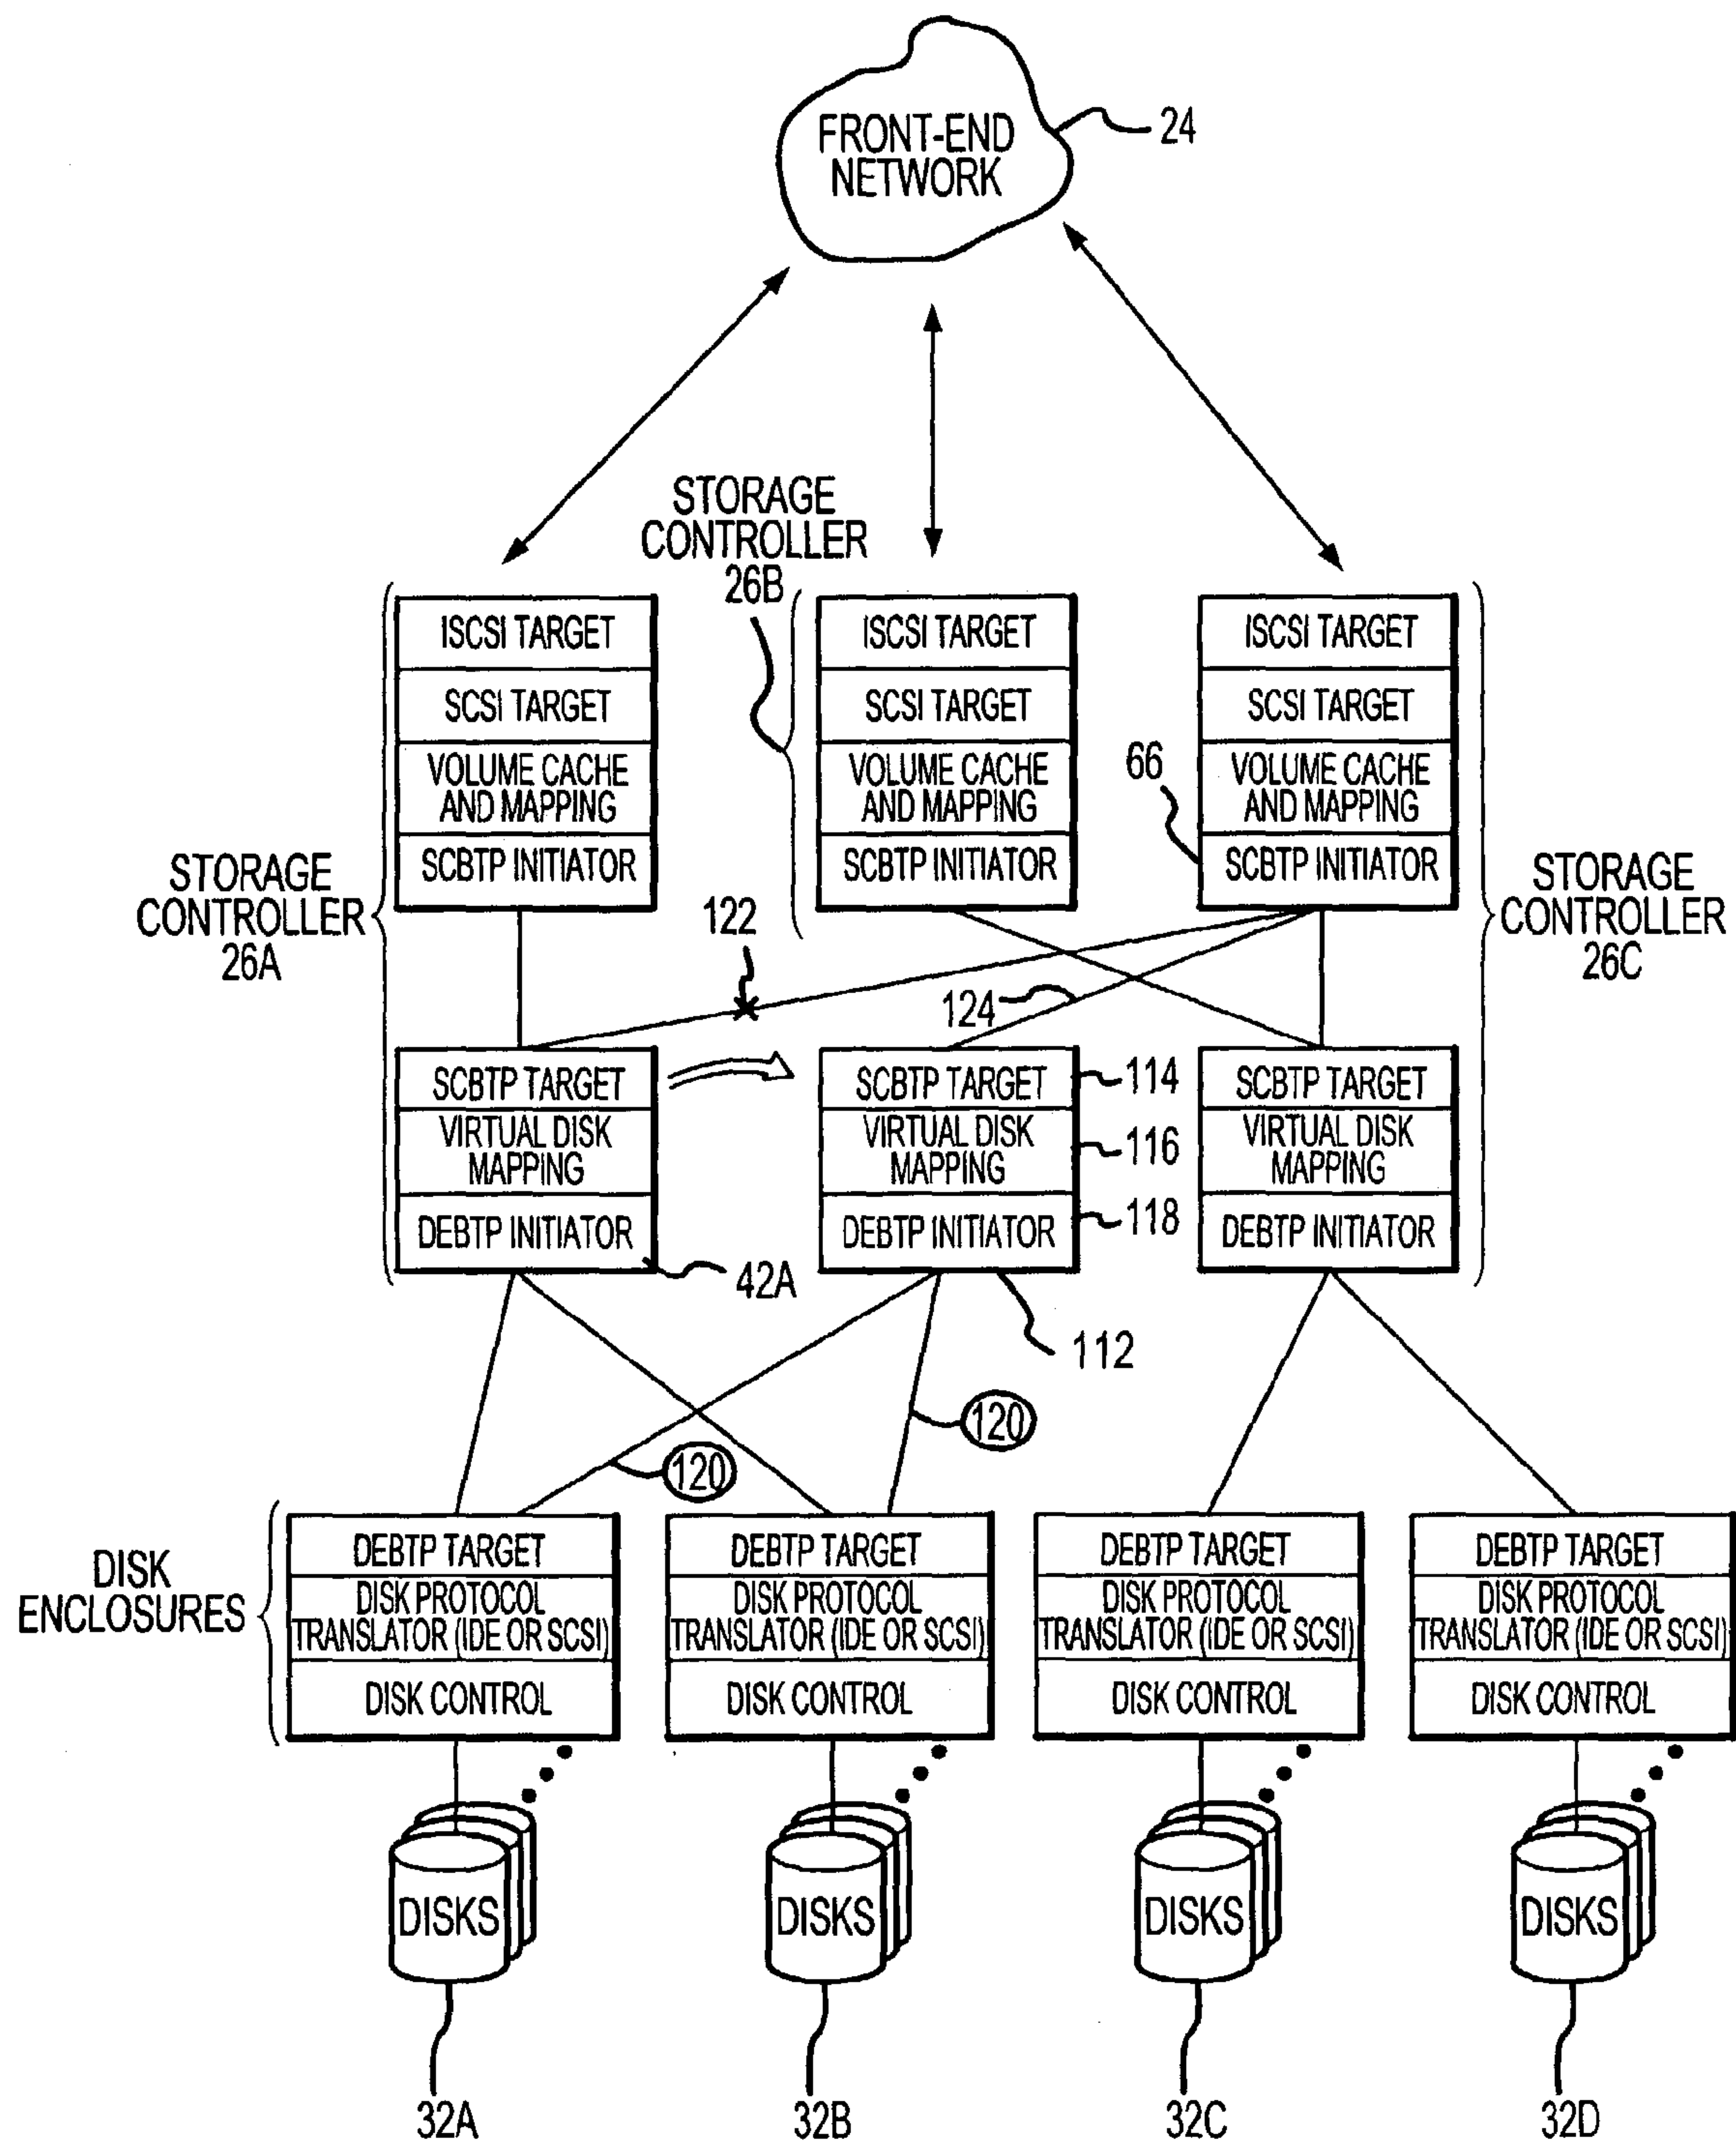 FRONT-END
NETWORK
24
STORAGE
CONTROLLER
26B
ISCSI TARGET
SCSI TARGET
VOLUME CACHE
AND MAPPING
SCBTP INITIATOR
ISCSI TARGET
SCSI TARGET
VOLUME CACHE
AND MAPPING
SCBTP INITIATOR
ISCSI TARGET
SCSI TARGET
VOLUME CACHE
AND MAPPING
SCBTP INITIATOR
66
STORAGE
CONTROLLER
26A
STORAGE
CONTROLLER
26C
122
124
SCBTP TARGET
VIRTUAL DISK
MAPPING
DEBTP INITIATOR
42A
SCBTP TARGET
VIRTUAL DISK
MAPPING
DEBTP INITIATOR
114
116
118
112
SCBTP TARGET
VIRTUAL DISK
MAPPING
DEBTP INITIATOR
120
120
DISK
ENCLOSURES
DEBTP TARGET
DISK PROTOCOL
TRANSLATOR (IDE OR SCSI)
DISK CONTROL
DEBTP TARGET
DISK PROTOCOL
TRANSLATOR (IDE OR SCSI)
DISK CONTROL
DEBTP TARGET
DISK PROTOCOL
TRANSLATOR (IDE OR SCSI)
DISK CONTROL
DEBTP TARGET
DISK PROTOCOL
TRANSLATOR (IDE OR SCSI)
DISK CONTROL
DISKS
DISKS
DISKS
DISKS
32A
32B
32C
32D